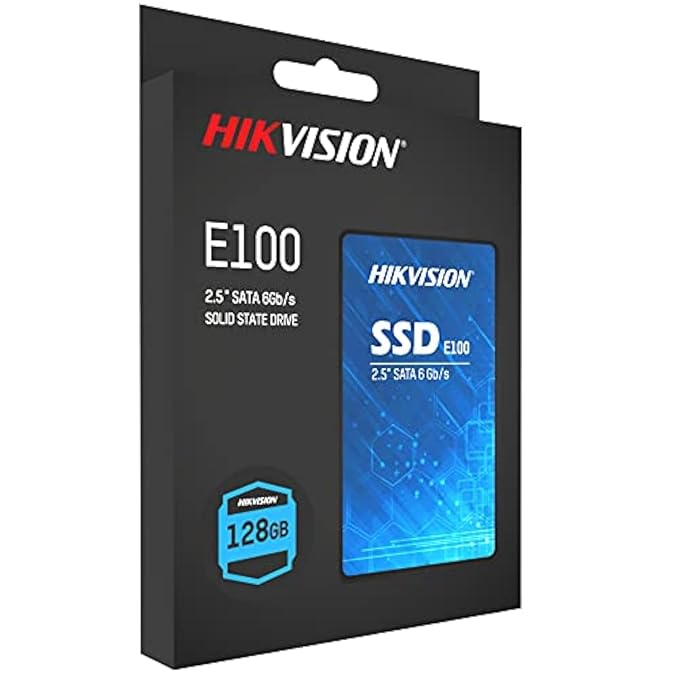 HIKVISION®
E100
2.5" SATA 6Gb/s
SOLID STATE DRIVE
HIKVISION
SSD E100
2.5" SATA 6 Gb/s
HIKVISION
128GB